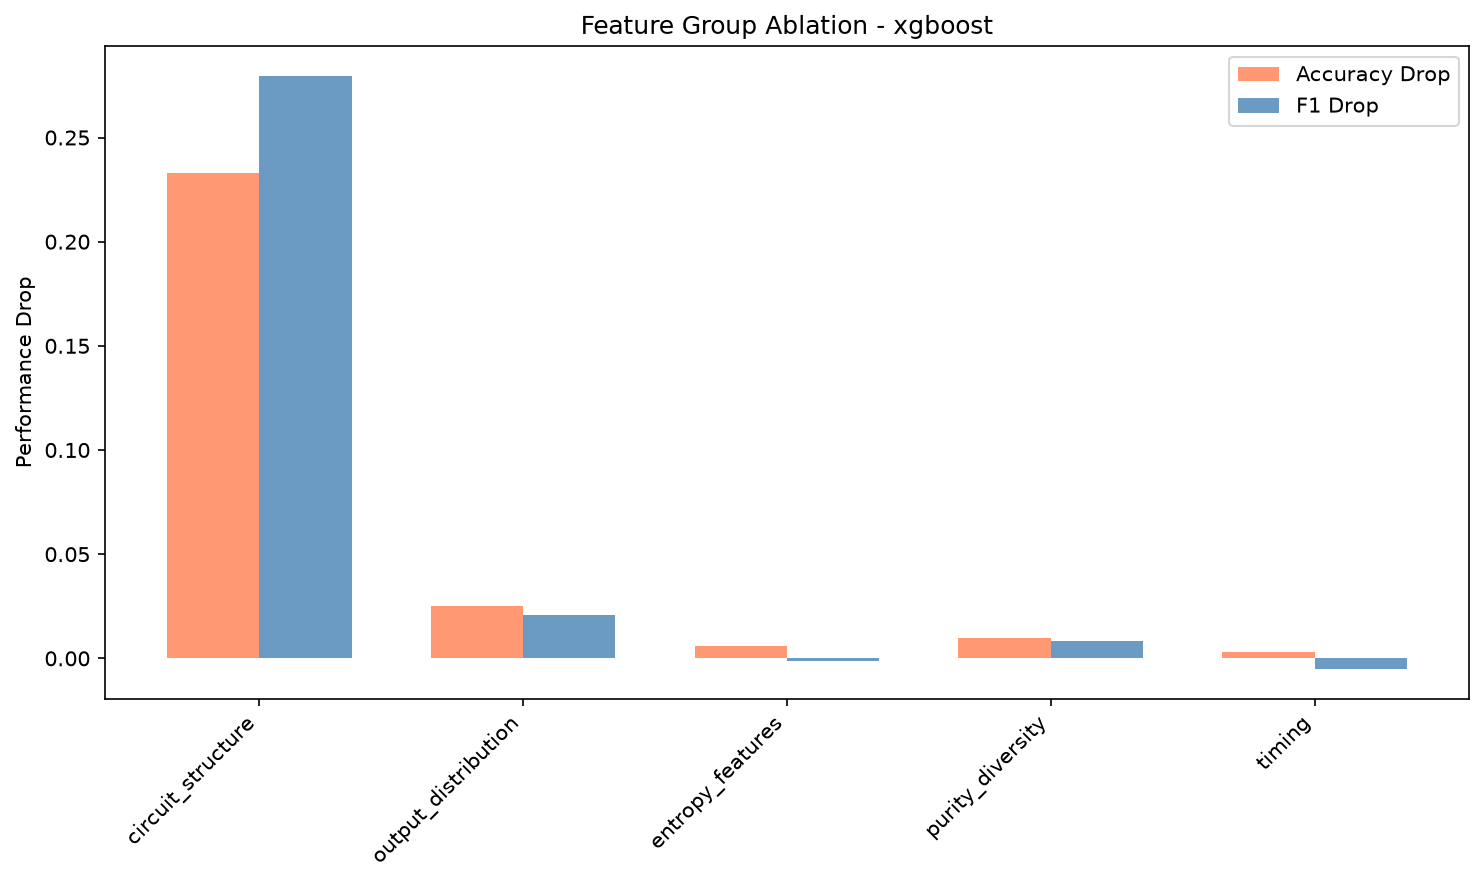 Feature Group Ablation - xgboost
Accuracy Drop
F1 Drop
Performance Drop
0.25
0.20
0.15
0.10
0.05
0.00
circuit_structure
output_distribution
entropy_features
purity_diversity
timing